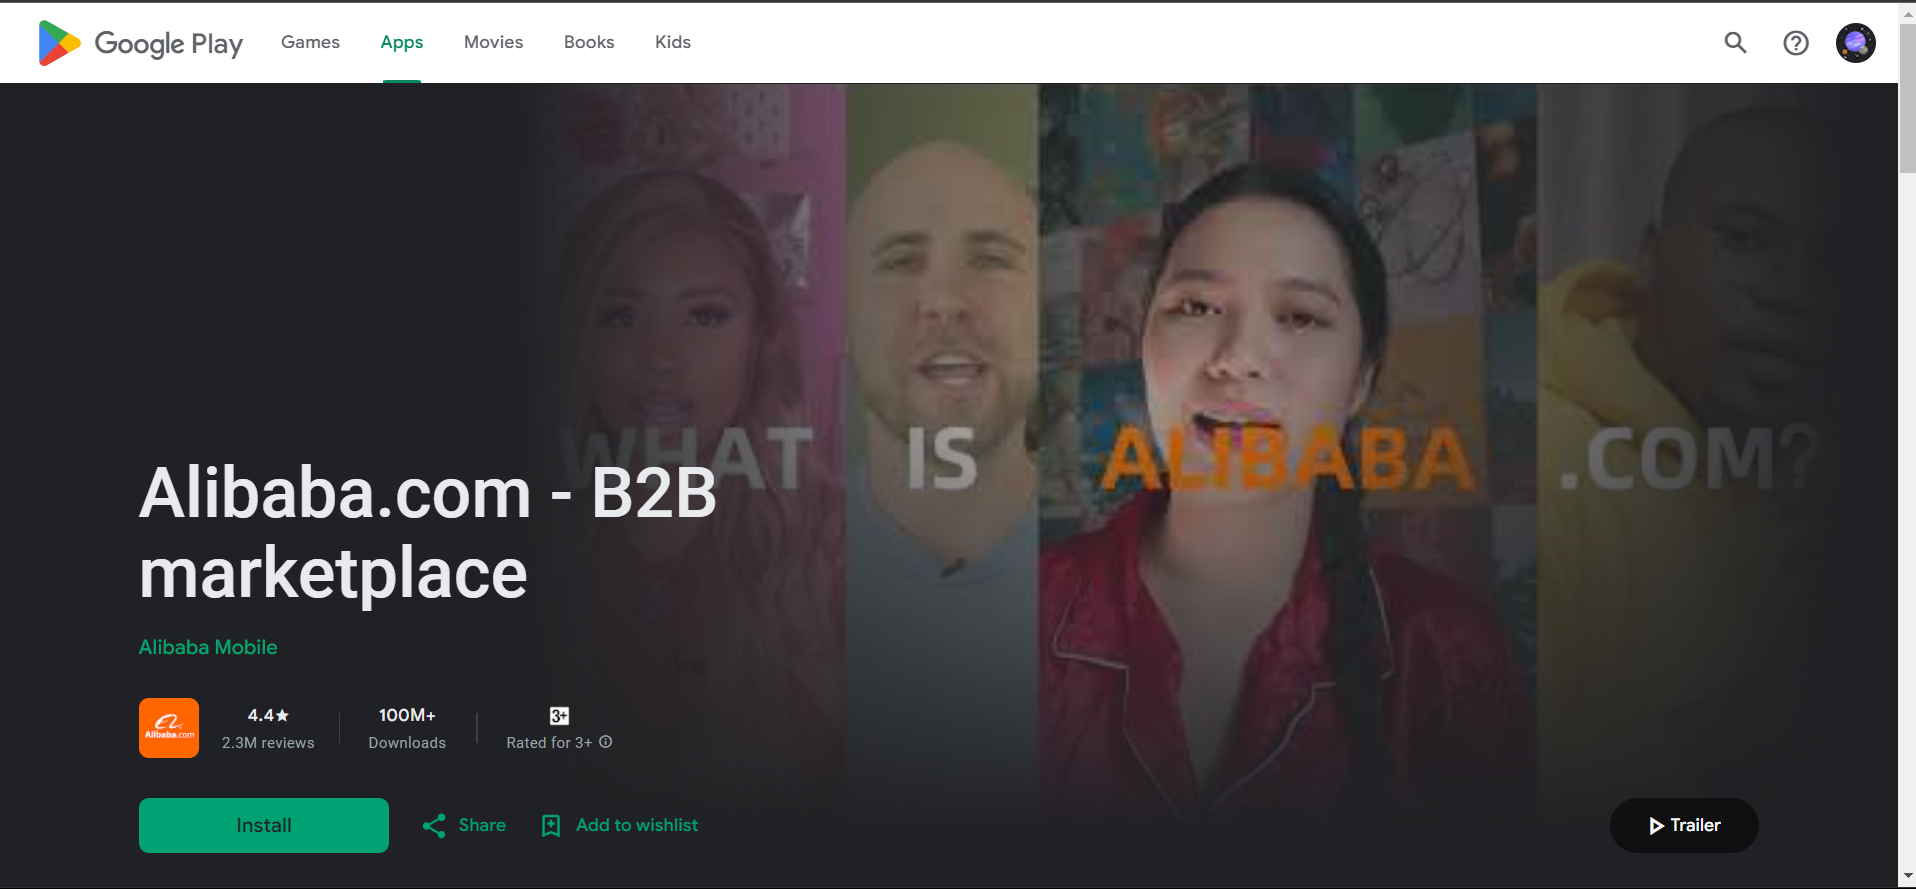 Google Play
Games
Apps
Movies
Books
Kids
WHAT IS ALIBABA .COM?
Alibaba.com - B2B
marketplace
Alibaba Mobile
Alibaba.com
4.4★
2.3M reviews
100M+
Downloads
3+
Rated for 3+
Install
Share
Add to wishlist
Trailer